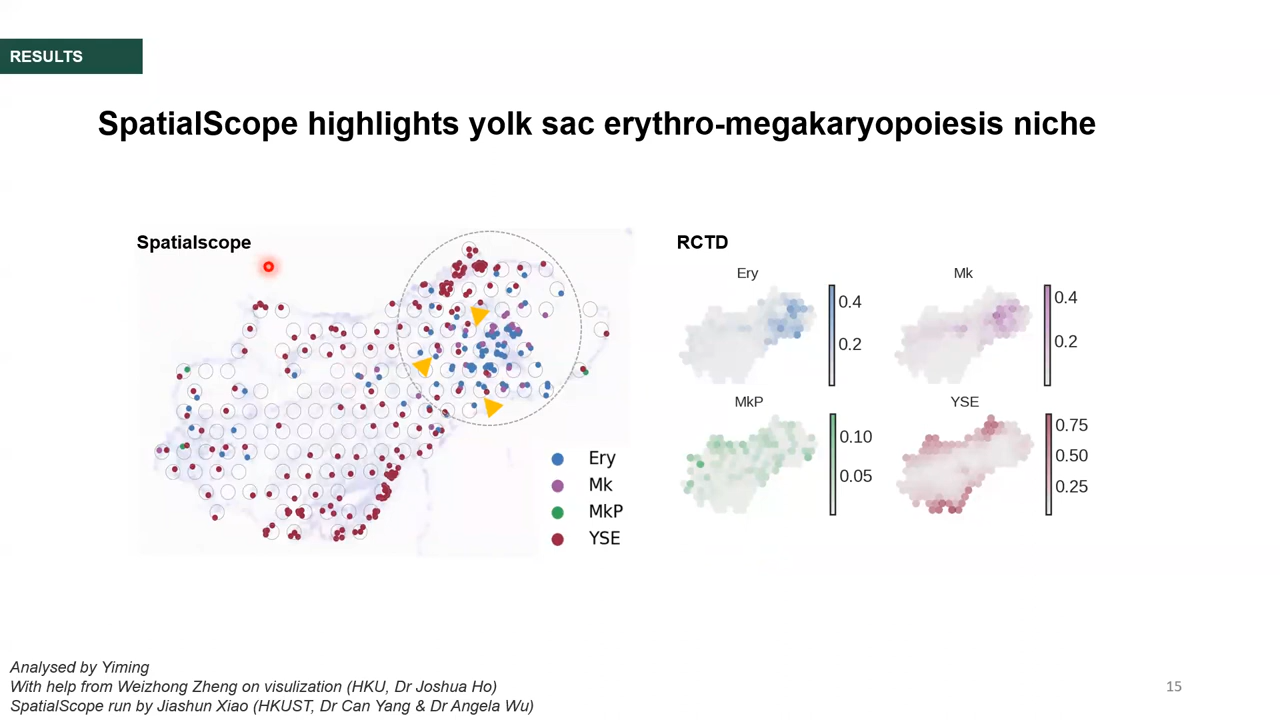 RESULTS
SpatialScope highlights yolk sac erythro-megakaryopoiesis niche
Spatialscope
Ery
Mk
MkP
YSE
RCTD
Ery
0.4
0.2
Mk
0.4
0.2
MkP
0.10
0.05
YSE
0.75
0.50
0.25
Analysed by Yiming
With help from Weizhong Zheng on visulization (HKU, Dr Joshua Ho)
SpatialScope run by Jiashun Xiao (HKUST, Dr Can Yang & Dr Angela Wu)
15